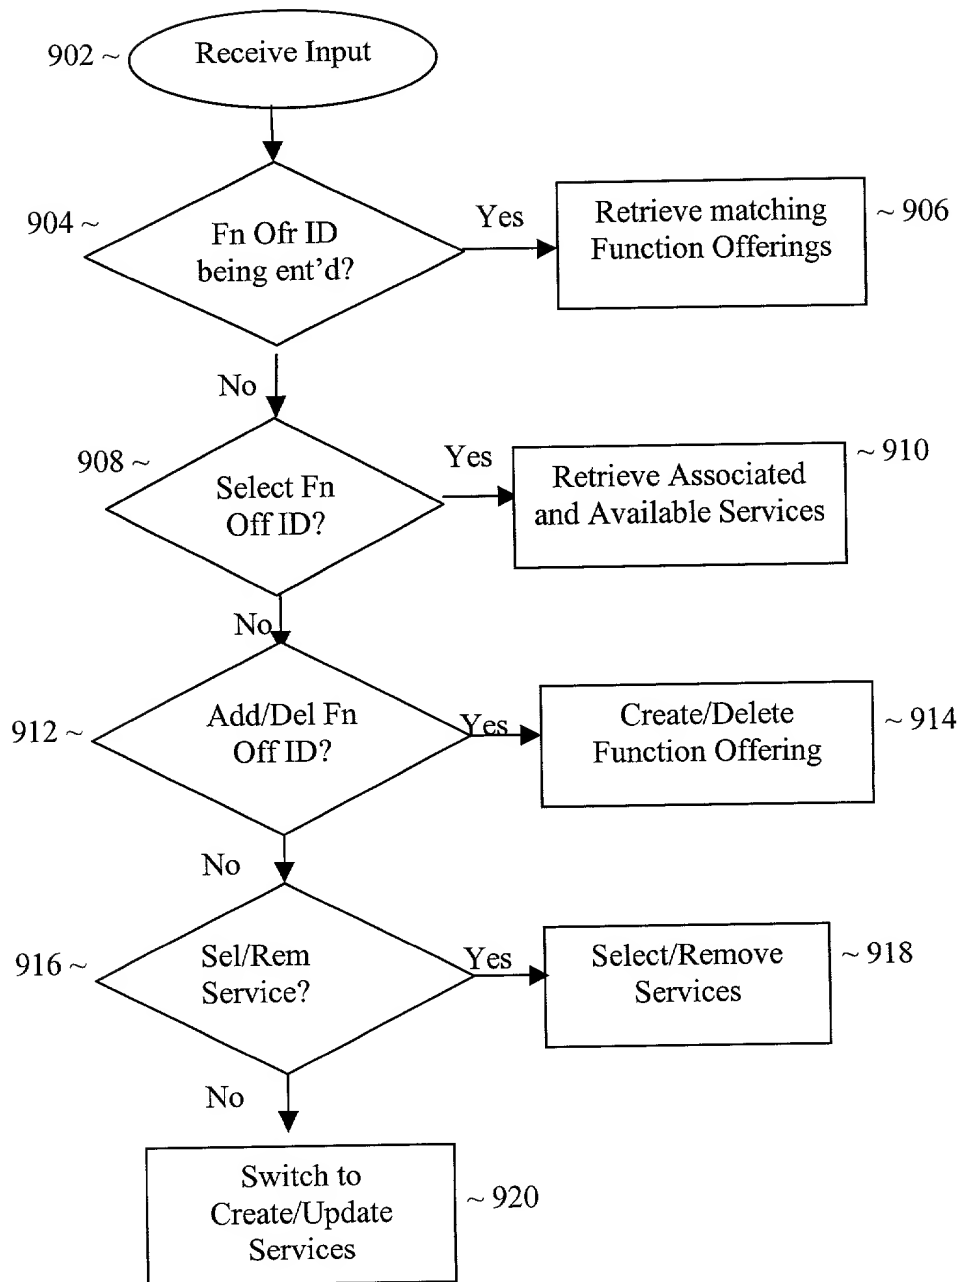 902 ~
Receive Input
904 ~
Fn Ofr ID
being ent'd?
Yes
Retrieve matching
Function Offerings
~ 906
No
908 ~
Select Fn
Off ID?
Yes
Retrieve Associated
and Available Services
~ 910
No
912 ~
Add/Del Fn
Off ID?
Yes
Create/Delete
Function Offering
~ 914
No
916 ~
Sel/Rem
Service?
Yes
Select/Remove
Services
~ 918
No
Switch to
Create/Update
Services
~ 920